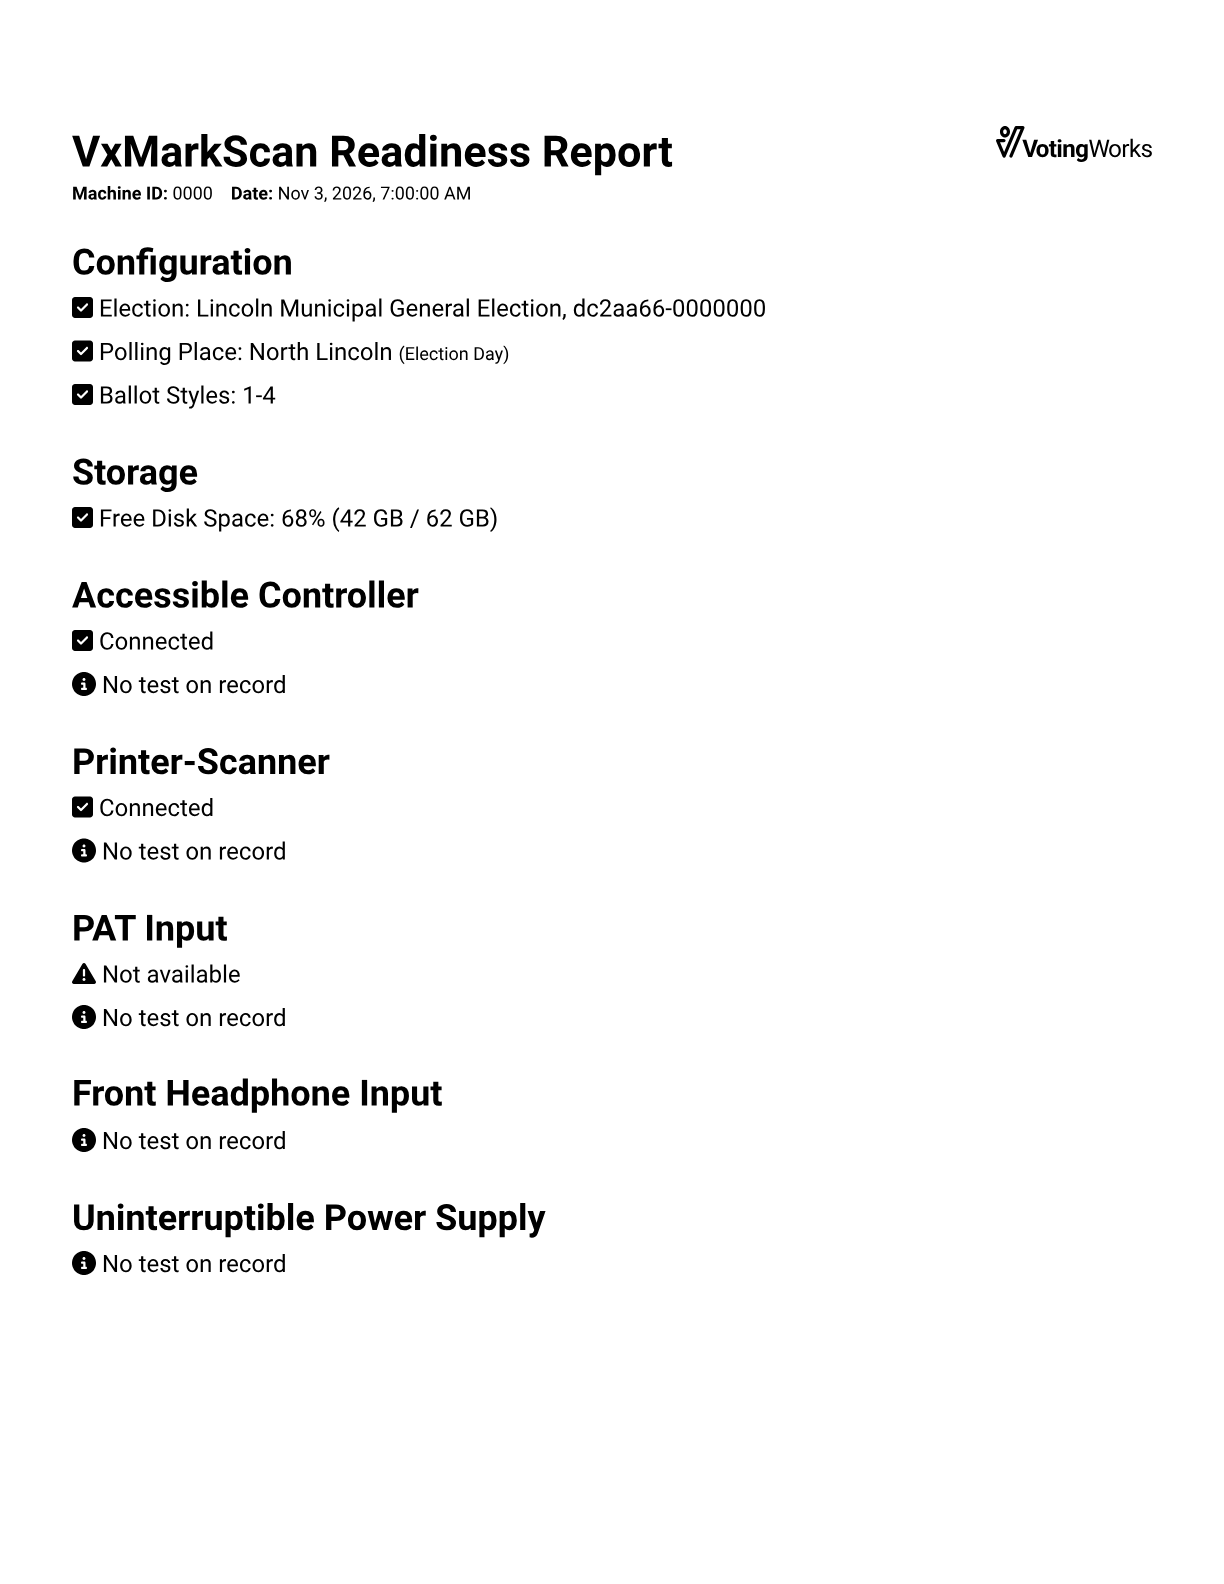 VxMarkScan Readiness Report
VotingWorks
Machine ID: 0000 Date: Nov 3, 2026, 7:00:00 AM
Configuration
Election: Lincoln Municipal General Election, dc2aa66-0000000
Polling Place: North Lincoln (Election Day)
Ballot Styles: 1-4
Storage
Free Disk Space: 68% (42 GB / 62 GB)
Accessible Controller
Connected
No test on record
Printer-Scanner
Connected
No test on record
PAT Input
Not available
No test on record
Front Headphone Input
No test on record
Uninterruptible Power Supply
No test on record